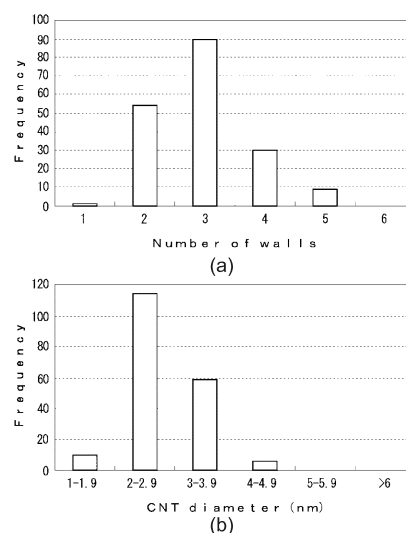 100
90
80
70
60
50
40
30
20
10
0
Frequency
1 2 3 4 5 6
Number of walls
(a)
120
100
80
60
40
20
0
Frequency
1-1.9 2-2.9 3-3.9 4-4.9 5-5.9 >6
CNT diameter (nm)
(b)